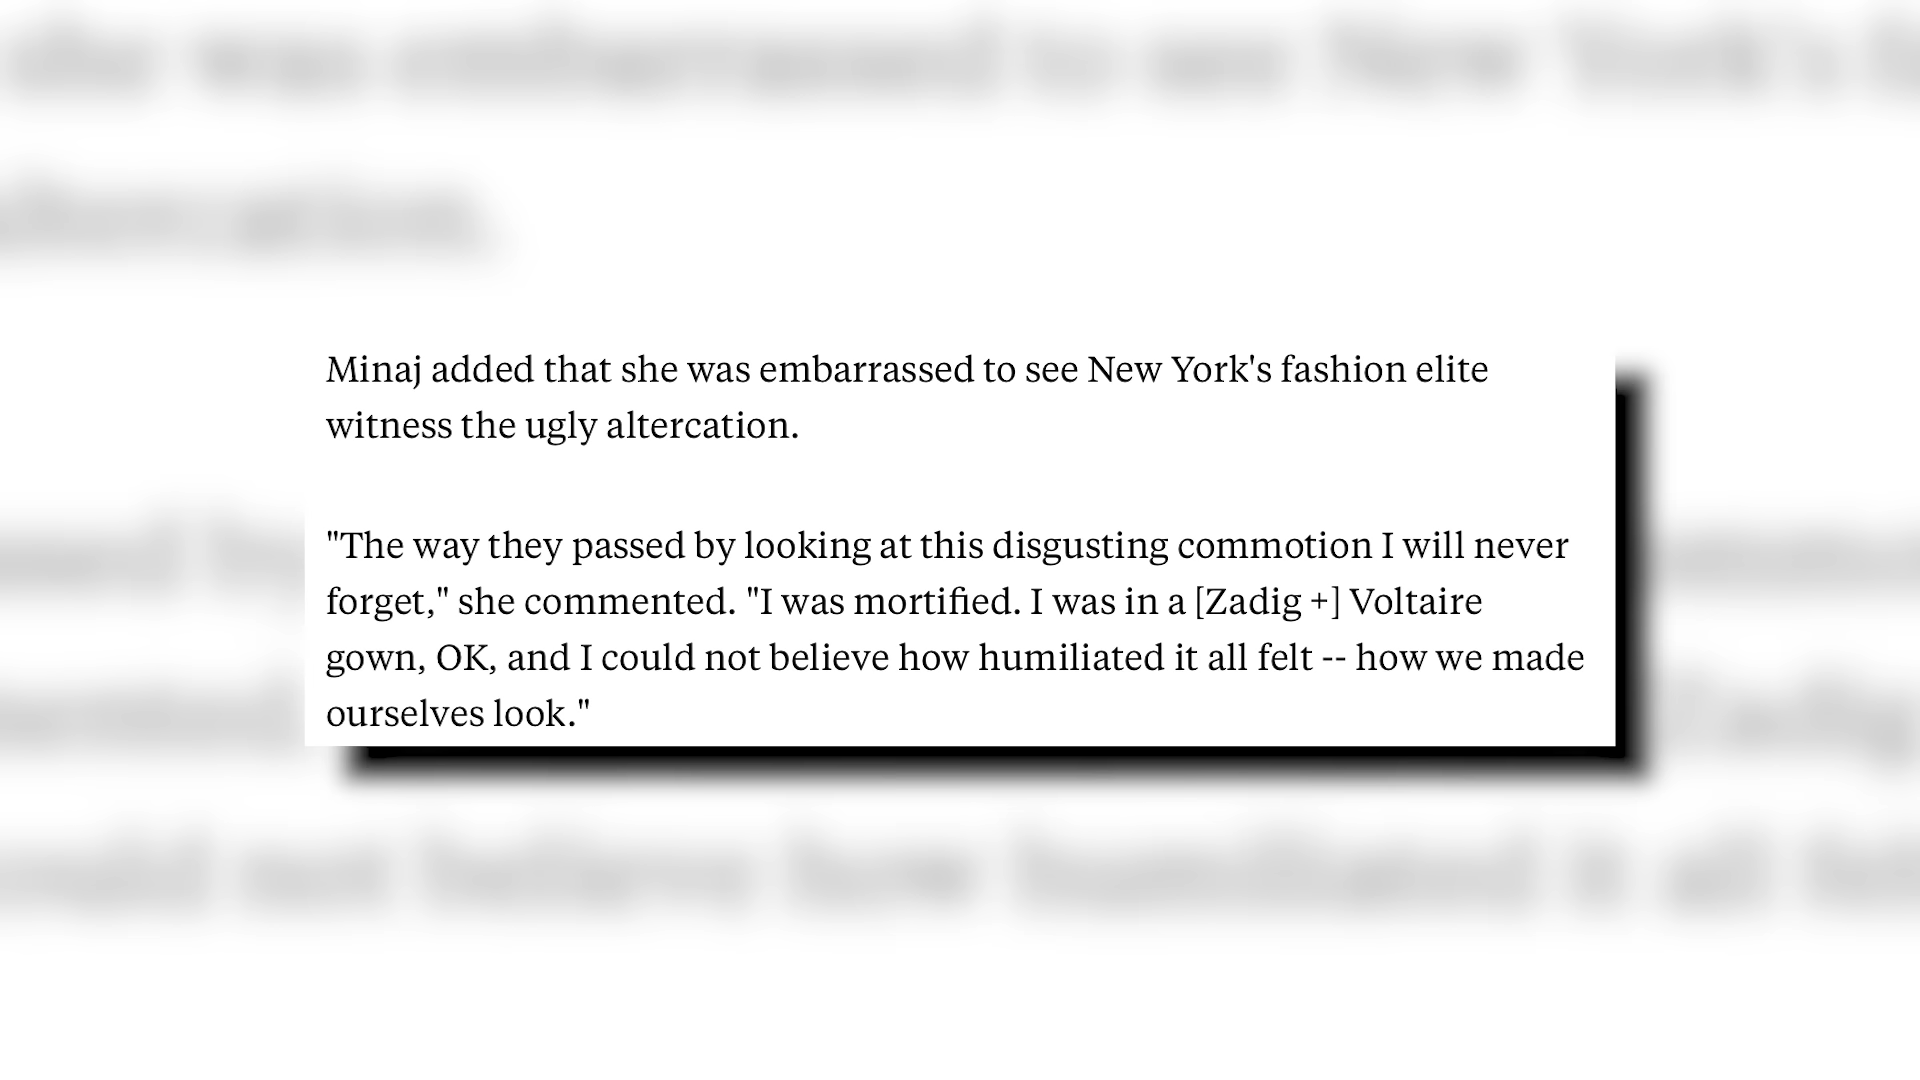 Minaj added that she was embarrassed to see New York's fashion elite
witness the ugly altercation.
"The way they passed by looking at this disgusting commotion I will never
forget," she commented. "I was mortified. I was in a [Zadig +] Voltaire
gown, OK, and I could not believe how humiliated it all felt -- how we made
ourselves look."